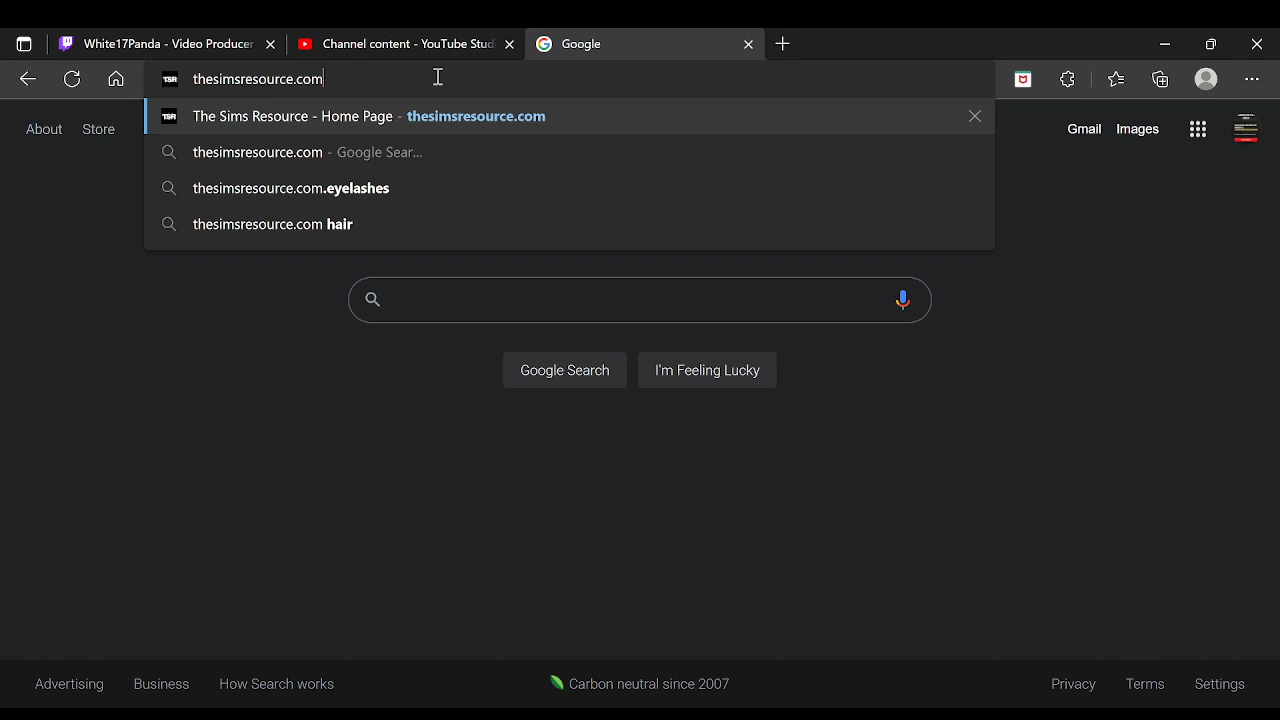 White17Panda - Video Producer
Channel content - YouTube Stud
Google
TSR thesimsresource.com
TSR The Sims Resource - Home Page - thesimsresource.com
thesimsresource.com - Google Sear...
thesimsresource.com.eyelashes
thesimsresource.com hair
About Store
Gmail Images
Google Search I'm Feeling Lucky
Advertising Business How Search works
Carbon neutral since 2007
Privacy Terms Settings